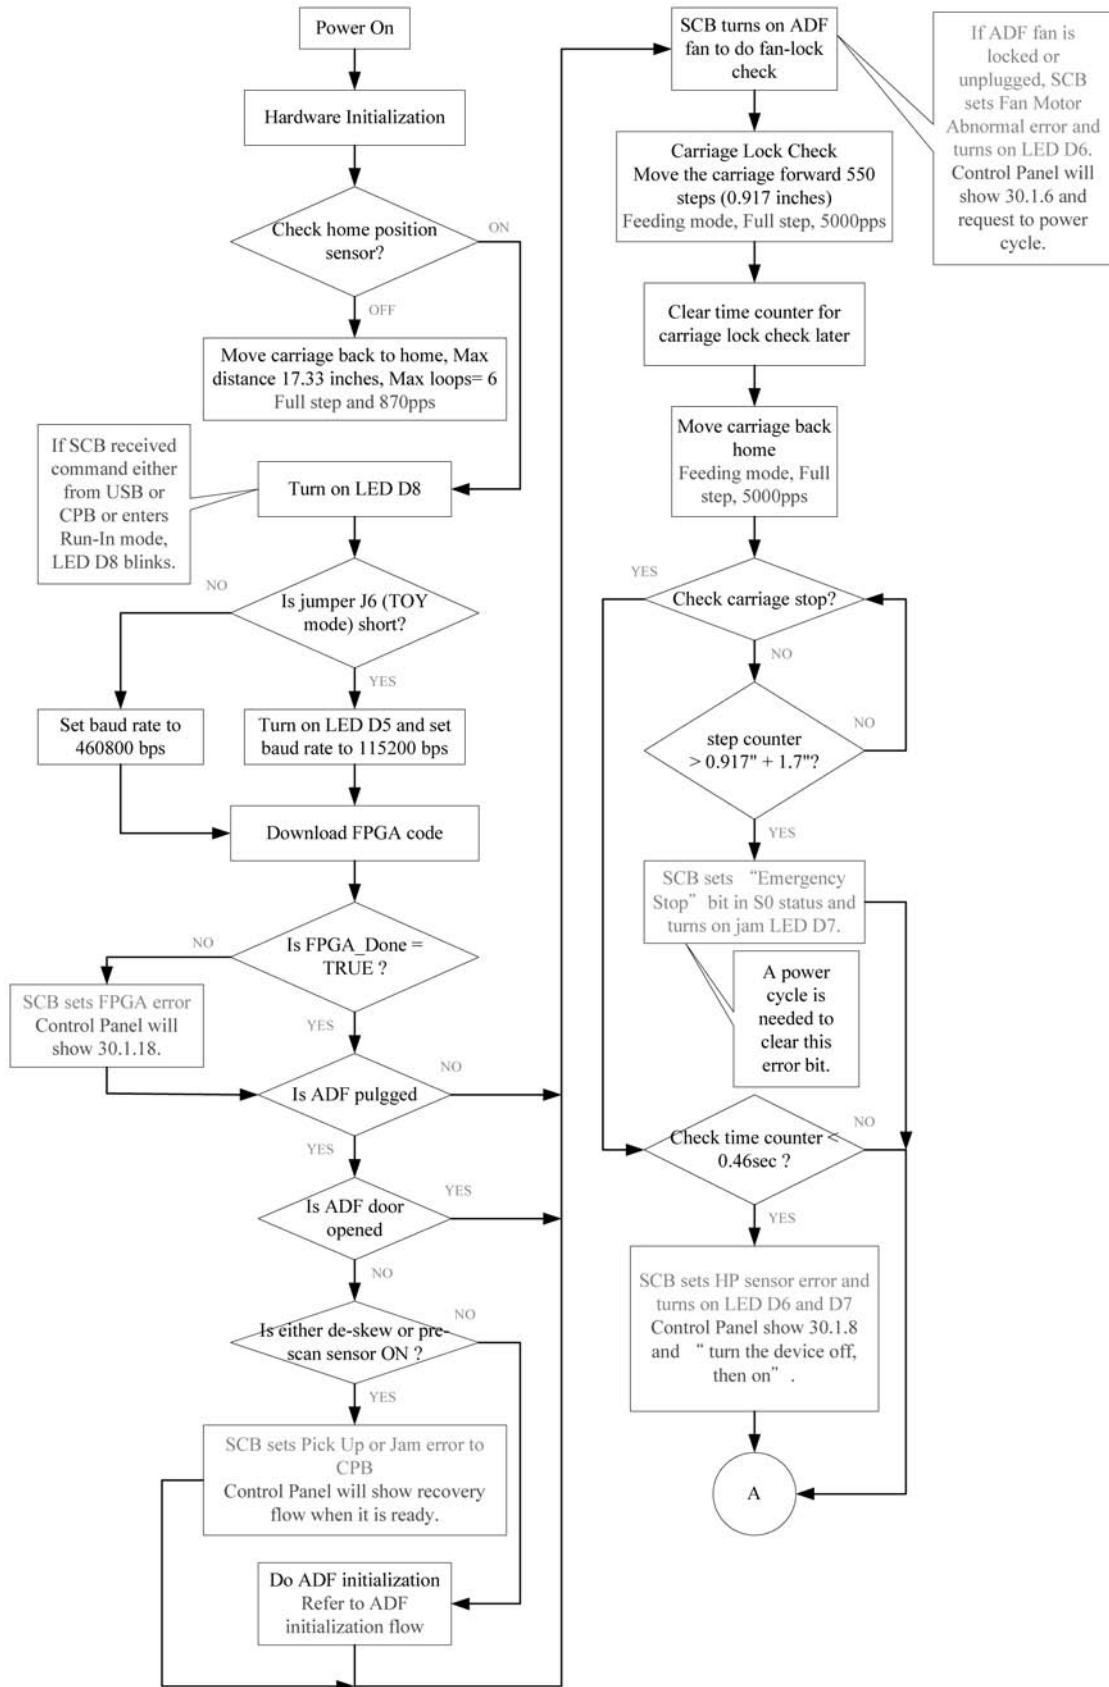 Power On
Hardware Initialization
Check home position
sensor?
ON
OFF
Move carriage back to home, Max
distance 17.33 inches, Max loops= 6
Full step and 870pps
If SCB received
command either
from USB or
CPB or enters
Run-In mode,
LED D8 blinks.
Turn on LED D8
NO
Is jumper J6 (TOY
mode) short?
YES
Set baud rate to
460800 bps
Turn on LED D5 and set
baud rate to 115200 bps
Download FPGA code
NO
Is FPGA_Done =
TRUE ?
SCB sets FPGA error
Control Panel will
show 30.1.18.
YES
Is ADF pulgged
NO
YES
Is ADF door
opened
YES
NO
NO
Is either de-skew or pre-
scan sensor ON ?
YES
SCB sets Pick Up or Jam error to
CPB
Control Panel will show recovery
flow when it is ready.
Do ADF initialization
Refer to ADF
initialization flow
SCB turns on ADF
fan to do fan-lock
check
If ADF fan is
locked or
unplugged, SCB
sets Fan Motor
Abnormal error and
turns on LED D6.
Control Panel will
show 30.1.6 and
request to power
cycle.
Carriage Lock Check
Move the carriage forward 550
steps (0.917 inches)
Feeding mode, Full step, 5000pps
Clear time counter for
carriage lock check later
Move carriage back
home
Feeding mode, Full
step, 5000pps
YES
Check carriage stop?
NO
NO
step counter
> 0.917" + 1.7"?
YES
SCB sets “Emergency
Stop” bit in S0 status and
turns on jam LED D7.
A power
cycle is
needed to
clear this
error bit.
NO
Check time counter <
0.46sec ?
YES
SCB sets HP sensor error and
turns on LED D6 and D7
Control Panel show 30.1.8
and “ turn the device off,
then on” .
A